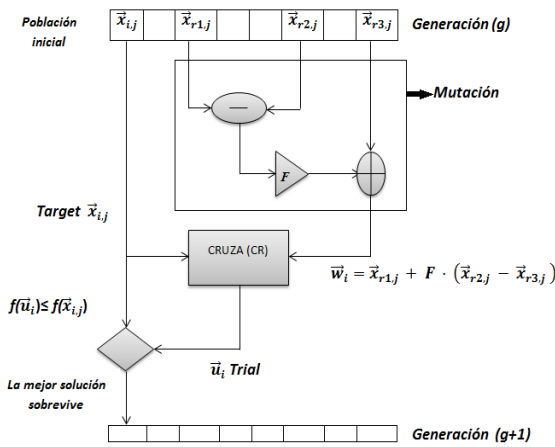 Población inicial
x⃗i,j x⃗r1,j x⃗r2,j x⃗r3,j
Generación (g)
Mutación
—
F
Target x⃗i,j
CRUZA (CR)
w⃗i = x⃗r1,j + F · (x⃗r2,j − x⃗r3,j)
f(u⃗i)≤ f(x⃗i,j)
u⃗i Trial
La mejor solución
sobrevive
Generación (g+1)